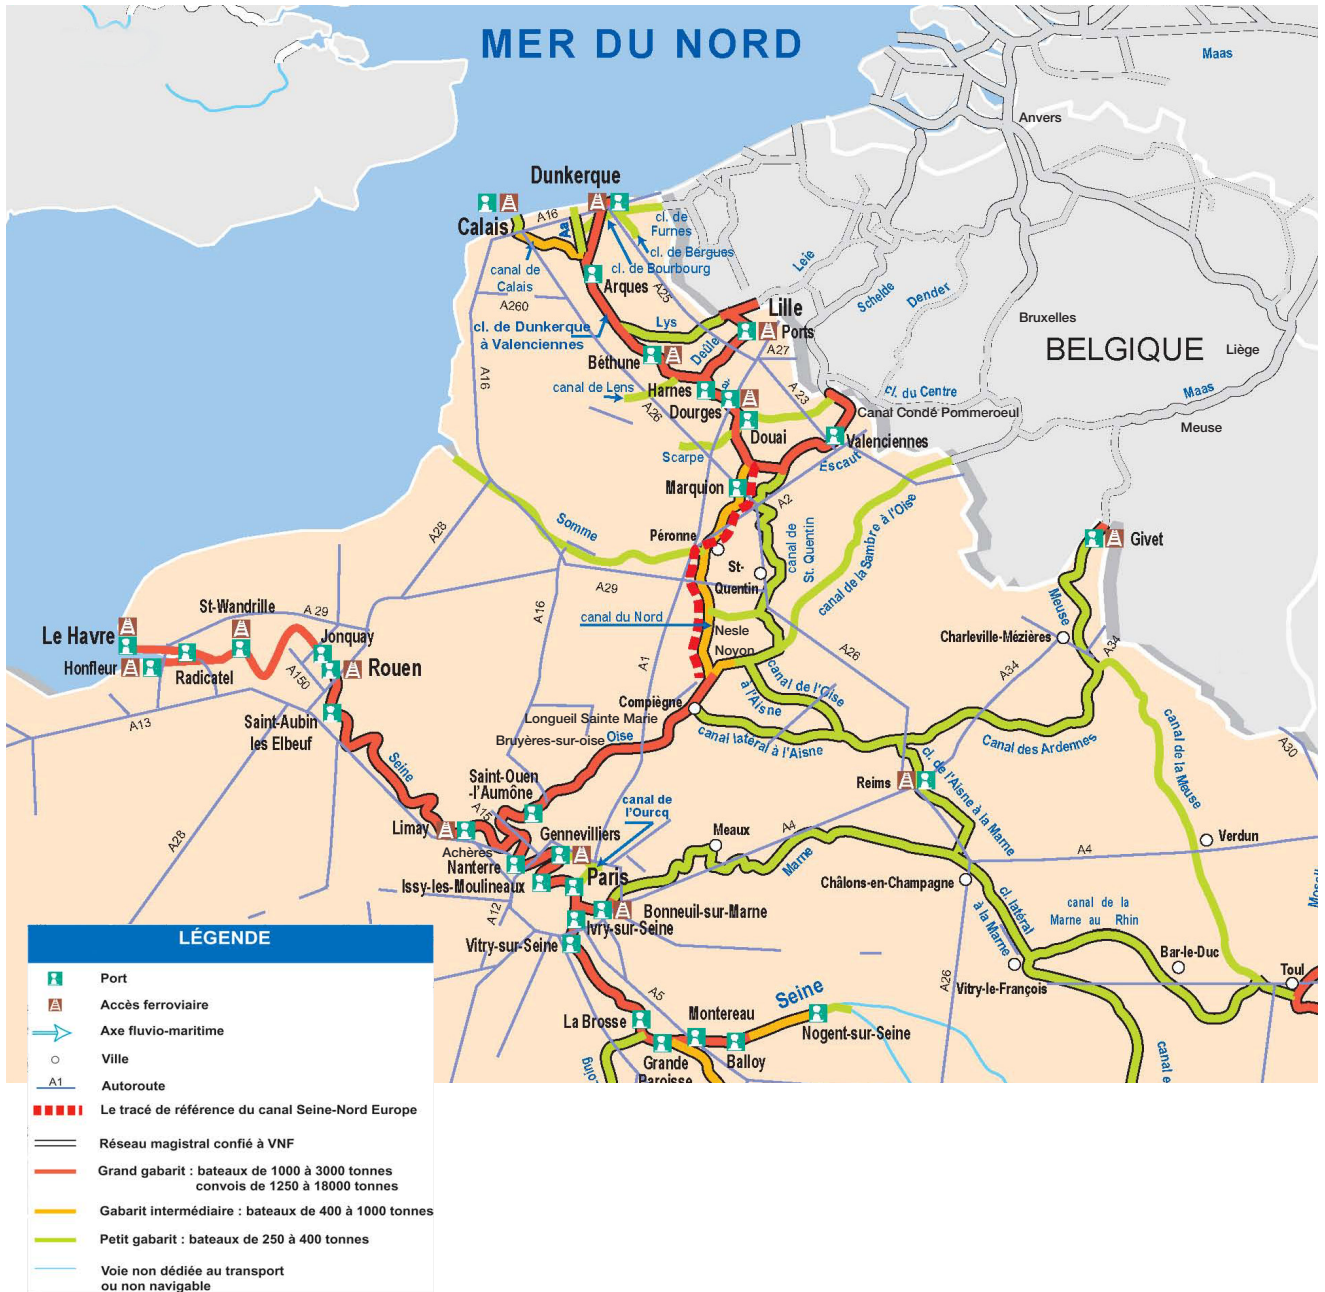 MER DU NORD
Maas
Anvers
Dunkerque
Calais
A16
Aa
cl. de
Furnes
cl. de Bergues
cl. de Bourbourg
canal de
Calais
Arques
A25
A260
Leie
Schelde
Dender
Bruxelles
BELGIQUE
Liège
Maas
Meuse
Lille
Ports
Lys
Deûle
A27
cl. de Dunkerque
à Valenciennes
A16
Béthune
canal de Lens
Harnes
A26
Dourges
A 23
cl. du Centre
Canal Condé Pommeroeul
Douai
Valenciennes
Scarpe
Escaut
Marquion
A2
Somme
Péronne
A28
canal de
St. Quentin
St-
Quentin
canal de la Sambre à l'Oise
Givet
Meuse
A29
A16
canal du Nord
Nesle
Noyon
A1
A26
Charleville-Mézières
A34
A34
St-Wandrille
A 29
Jonquay
Le Havre
Honfleur
Radicatel
A150
Rouen
A13
Saint-Aubin
les Elbeuf
Compiègne
canal de l'Oise
à l'Aisne
Longueil Sainte Marie
Bruyères-sur-oise
Oise
canal latéral à l'Aisne
Canal des Ardennes
canal de la Meuse
A30
Seine
Saint-Ouen
-l'Aumône
A15
canal de
l'Ourcq
Reims
cl. de l'Aisne à la Marne
Limay
Gennevilliers
Meaux
A4
Verdun
A4
A28
Achères
Nanterre
Issy-les-Moulineaux
Paris
Marne
Châlons-en-Champagne
A12
Bonneuil-sur-Marne
Ivry-sur-Seine
Vitry-sur-Seine
cl. latéral
à la Marne
canal de la
Marne au Rhin
Bar-le-Duc
A26
Vitry-le-François
Toul
A5
Seine
La Brosse
Montereau
Nogent-sur-Seine
Grande
Paroisse
Balloy
oing
canal e
LÉGENDE
Port
Accès ferroviaire
Axe fluvio-maritime
Ville
A1
Autoroute
Le tracé de référence du canal Seine-Nord Europe
Réseau magistral confié à VNF
Grand gabarit : bateaux de 1000 à 3000 tonnes
convois de 1250 à 18000 tonnes
Gabarit intermédiaire : bateaux de 400 à 1000 tonnes
Petit gabarit : bateaux de 250 à 400 tonnes
Voie non dédiée au transport
ou non navigable